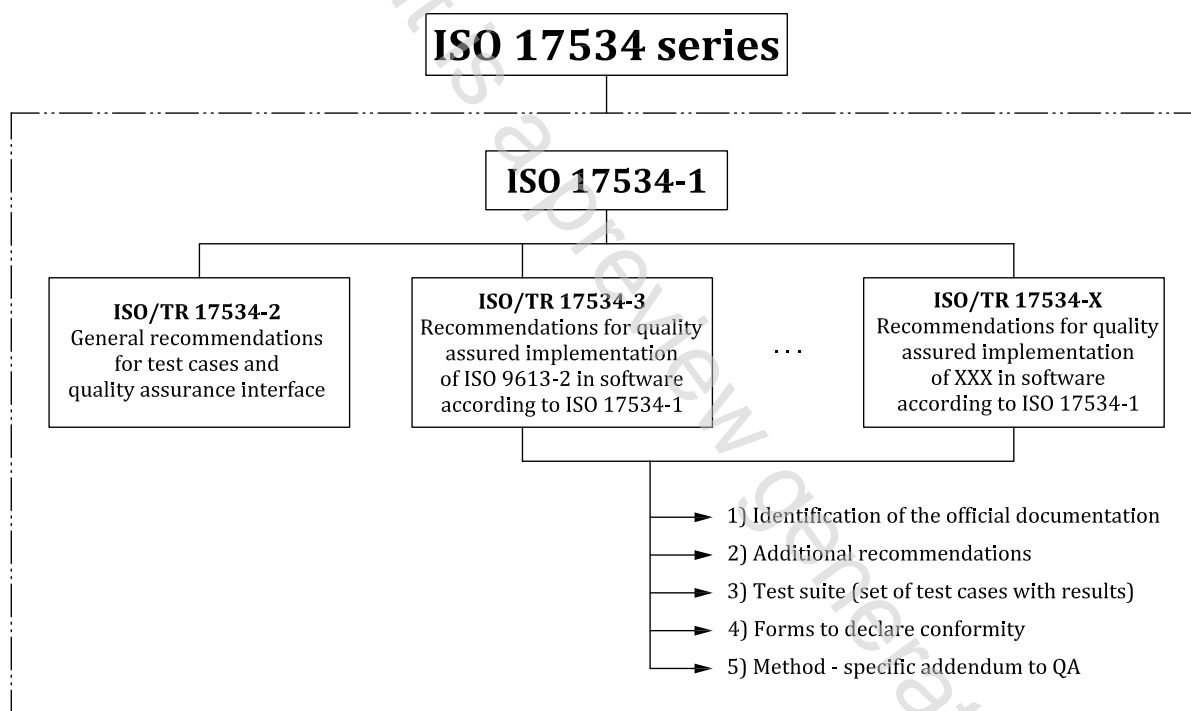 ISO 17534 series
ISO 17534-1
ISO/TR 17534-2
General recommendations
for test cases and
quality assurance interface
ISO/TR 17534-3
Recommendations for quality
assured implementation
of ISO 9613-2 in software
according to ISO 17534-1
...
ISO/TR 17534-X
Recommendations for quality
assured implementation
of XXX in software
according to ISO 17534-1
1) Identification of the official documentation
2) Additional recommendations
3) Test suite (set of test cases with results)
4) Forms to declare conformity
5) Method - specific addendum to QA
is a preview